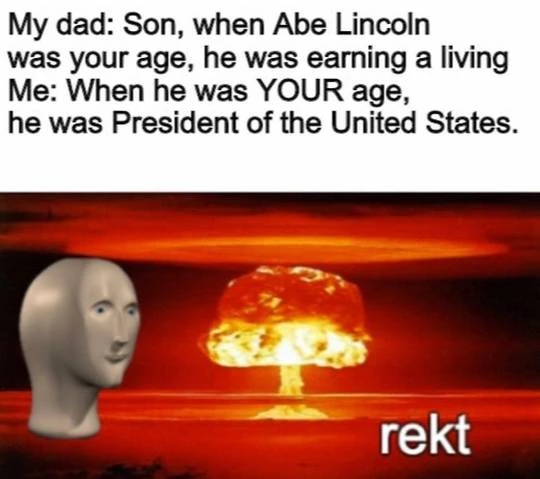 My dad: Son, when Abe Lincoln
was your age, he was earning a living
Me: When he was YOUR age,
he was President of the United States.
rekt